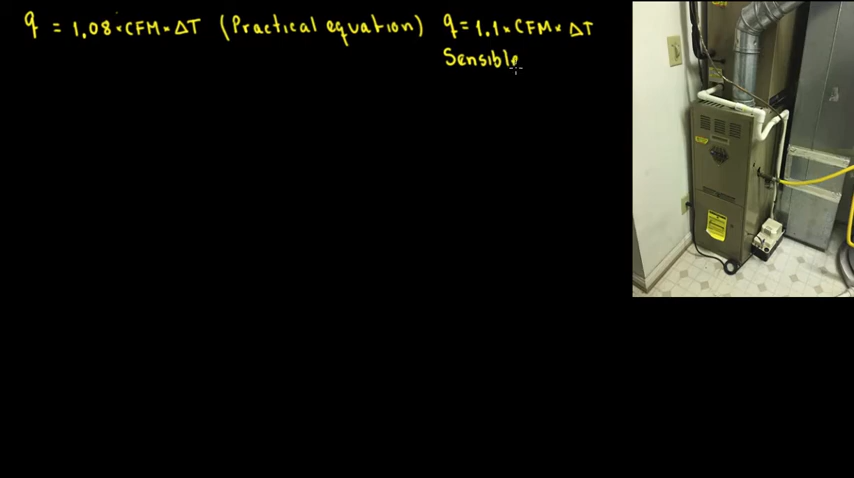 q = 1.08 × CFM × ΔT (Practical equation) q = 1.1 × CFM × ΔT
Sensible